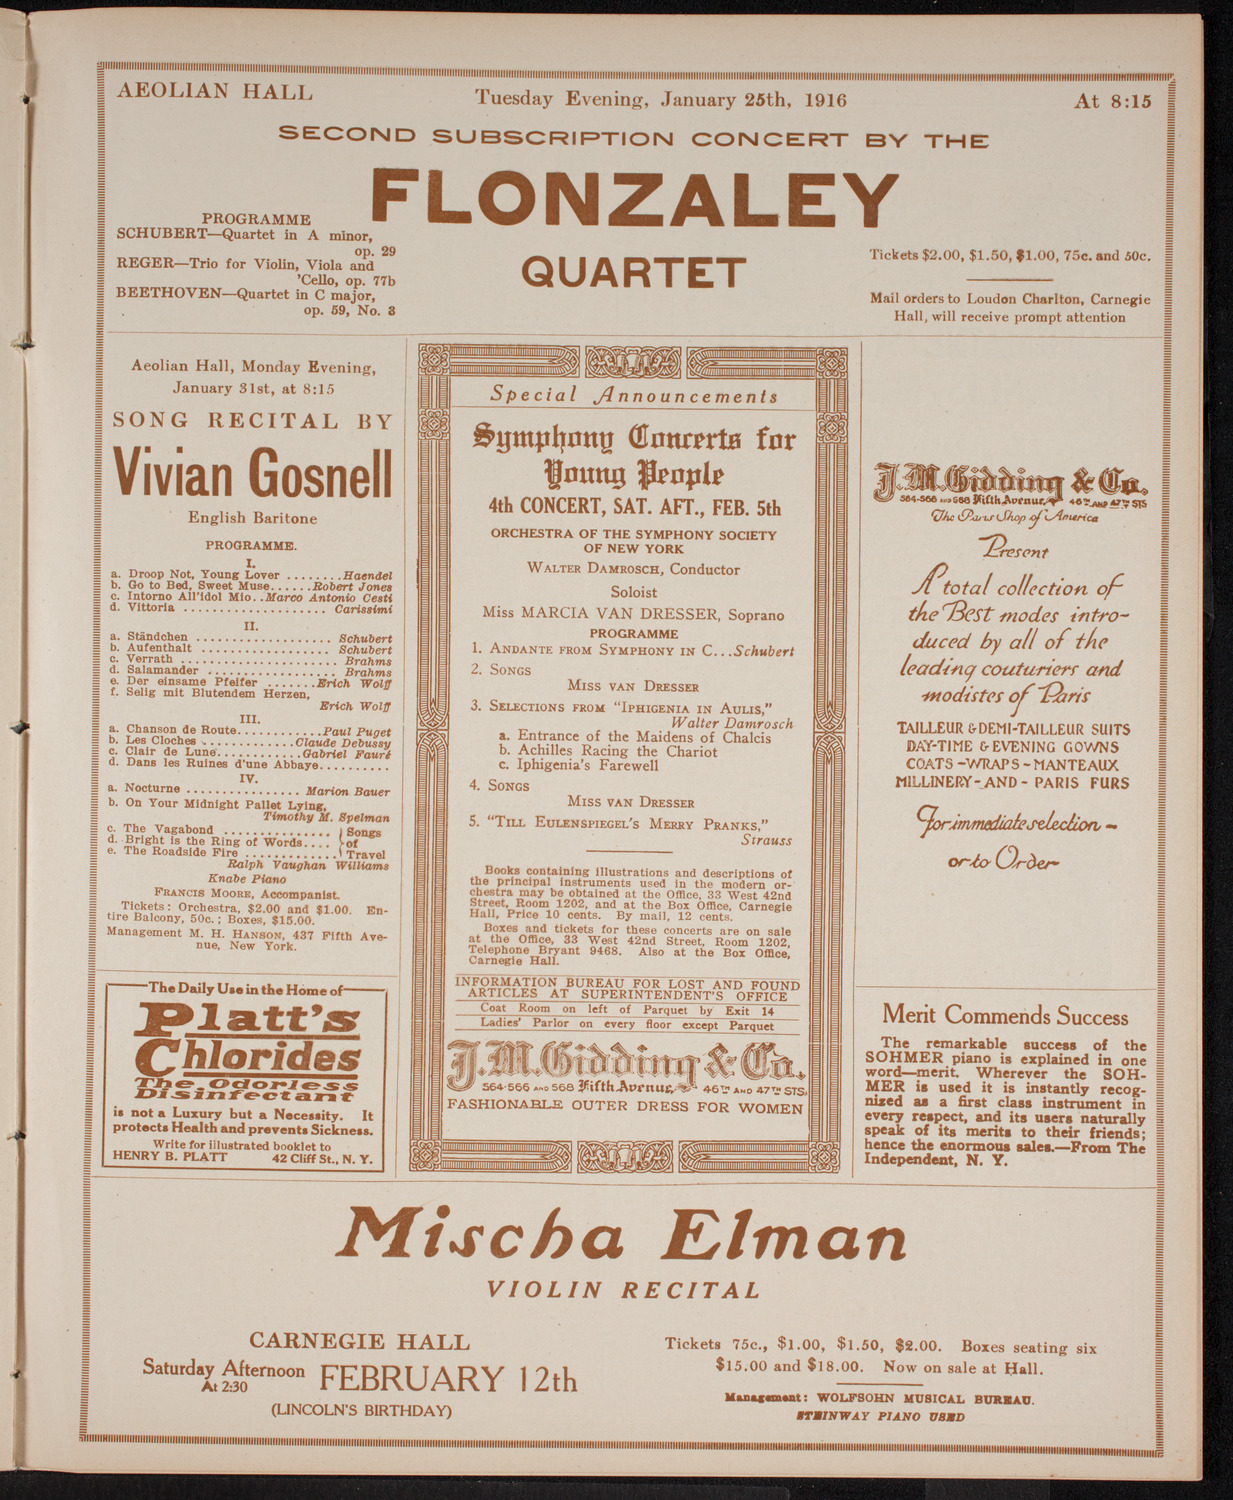 AEOLIAN HALL Tuesday Evening, January 25th, 1916 At 8:15
SECOND SUBSCRIPTION CONCERT BY THE
FLONZALEY
QUARTET
PROGRAMME
SCHUBERT—Quartet in A minor,
op. 29
REGER—Trio for Violin, Viola and
'Cello, op. 77b
BEETHOVEN—Quartet in C major,
op. 59, No. 3
Tickets $2.00, $1.50, $1.00, 75c. and 50c.
Mail orders to Loudon Charlton, Carnegie
Hall, will receive prompt attention
Aeolian Hall, Monday Evening,
January 31st, at 8:15
SONG RECITAL BY
Vivian Gosnell
English Baritone
PROGRAMME.
I.
a. Droop Not, Young Lover ........Haendel
b. Go to Bed, Sweet Muse......Robert Jones
c. Intorno All'idol Mio..Marco Antonio Cesti
d. Vittoria .................... Carissimi
II.
a. Ständchen ................... Schubert
b. Aufenthalt .................. Schubert
c. Verrath ....................... Brahms
d. Salamander .................. Brahms
e. Der einsame Pfeifer .......Erich Wolff
f. Selig mit Blutendem Herzen,
Erich Wolff
III.
a. Chanson de Route............Paul Puget
b. Les Cloches .............Claude Debussy
c. Clair de Lune............Gabriel Fauré
d. Dans les Ruines d'une Abbaye..........
IV.
a. Nocturne ................ Marion Bauer
b. On Your Midnight Pallet Lying,
Timothy M. Spelman
c. The Vagabond ............... Songs
d. Bright is the Ring of Words.... of
e. The Roadside Fire ............. Travel
Ralph Vaughan Williams
Knabe Piano
FRANCIS MOORE, Accompanist.
Tickets: Orchestra, $2.00 and $1.00. En-
tire Balcony, 50c.; Boxes, $15.00.
Management M. H. HANSON, 437 Fifth Ave-
nue, New York.
The Daily Use in the Home of
Platt's
Chlorides
The Odorless
Disinfectant
is not a Luxury but a Necessity. It
protects Health and prevents Sickness.
Write for illustrated booklet to
HENRY B. PLATT 42 Cliff St., N. Y.
Special Announcements
Symphony Concerts for
Young People
4th CONCERT, SAT. AFT., FEB. 5th
ORCHESTRA OF THE SYMPHONY SOCIETY
OF NEW YORK
WALTER DAMROSCH, Conductor
Soloist
Miss MARCIA VAN DRESSER, Soprano
PROGRAMME
1. ANDANTE FROM SYMPHONY IN C...Schubert
2. SONGS
MISS VAN DRESSER
3. SELECTIONS FROM "IPHIGENIA IN AULIS,"
Walter Damrosch
a. Entrance of the Maidens of Chalcis
b. Achilles Racing the Chariot
c. Iphigenia's Farewell
4. SONGS
MISS VAN DRESSER
5. "TILL EULENSPIEGEL'S MERRY PRANKS,"
Strauss
Books containing illustrations and descriptions of
the principal instruments used in the modern or-
chestra may be obtained at the Office, 33 West 42nd
Street, Room 1202, and at the Box Office, Carnegie
Hall, Price 10 cents. By mail, 12 cents.
Boxes and tickets for these concerts are on sale
at the Office, 33 West 42nd Street, Room 1202,
Telephone Bryant 9468. Also at the Box Office,
Carnegie Hall.
INFORMATION BUREAU FOR LOST AND FOUND
ARTICLES AT SUPERINTENDENT'S OFFICE
Coat Room on left of Parquet by Exit 14
Ladies' Parlor on every floor except Parquet
J.M. Gidding & Co.
564-566 AND 568 Fifth Avenue, 46TH AND 47TH STS.
FASHIONABLE OUTER DRESS FOR WOMEN
J.M. Gidding & Co.
564-566 AND 568 Fifth Avenue, 46TH AND 47TH STS
The Paris Shop of America
Present
A total collection of
the Best modes intro-
duced by all of the
leading couturiers and
modistes of Paris
TAILLEUR & DEMI-TAILLEUR SUITS
DAY-TIME & EVENING GOWNS
COATS - WRAPS - MANTEAUX
MILLINERY - AND - PARIS FURS
For immediate selection -
or to Order
Merit Commends Success
The remarkable success of the
SOHMER piano is explained in one
word—merit. Wherever the SOH-
MER is used it is instantly recog-
nized as a first class instrument in
every respect, and its users naturally
speak of its merits to their friends;
hence the enormous sales.—From The
Independent, N. Y.
Mischa Elman
VIOLIN RECITAL
CARNEGIE HALL
Saturday Afternoon FEBRUARY 12th
At 2:30
(LINCOLN'S BIRTHDAY)
Tickets 75c., $1.00, $1.50, $2.00. Boxes seating six
$15.00 and $18.00. Now on sale at Hall.
Management: WOLFSOHN MUSICAL BUREAU.
STEINWAY PIANO USED